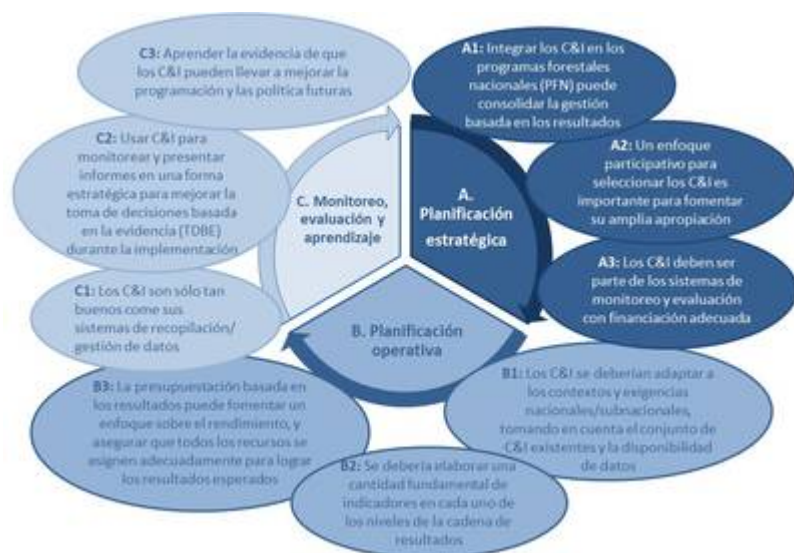 C3: Aprender la evidencia de que
los C&I pueden llevar a mejorar la
programación y las política futuras
A1: Integrar los C&I en los
programas forestales
nacionales (PFN) puede
consolidar la gestión
basada en los resultados
C2: Usar C&I para
monitorear y presentar
informes en una forma
estratégica para mejorar la
toma de decisiones basada
en la evidencia (TDBE)
durante la implementación
A2: Un enfoque
participativo para
seleccionar los C&I es
importante para fomentar
su amplia apropiación
C. Monitoreo,
evaluación y
aprendizaje
A.
Planificación
estratégica
A3: Los C&I deben ser
parte de los sistemas de
monitoreo y evaluación
con financiación adecuada
C1: Los C&I son sólo tan
buenos come sus
sistemas de recopilación/
gestión de datos
B. Planificación
operativa
B1: Los C&I se deberían adaptar a
los contextos y exigencias
nacionales/subnacionales,
tomando en cuenta el conjunto de
C&I existentes y la disponibilidad
de datos
B3: La presupuestación basada en
los resultados puede fomentar un
enfoque sobre el rendimiento, y
asegurar que todos los recursos se
asignen adecuadamente para lograr
los resultados esperados
B2: Se debería elaborar una
cantidad fundamental de
indicadores en cada uno de
los niveles de la cadena de
resultados